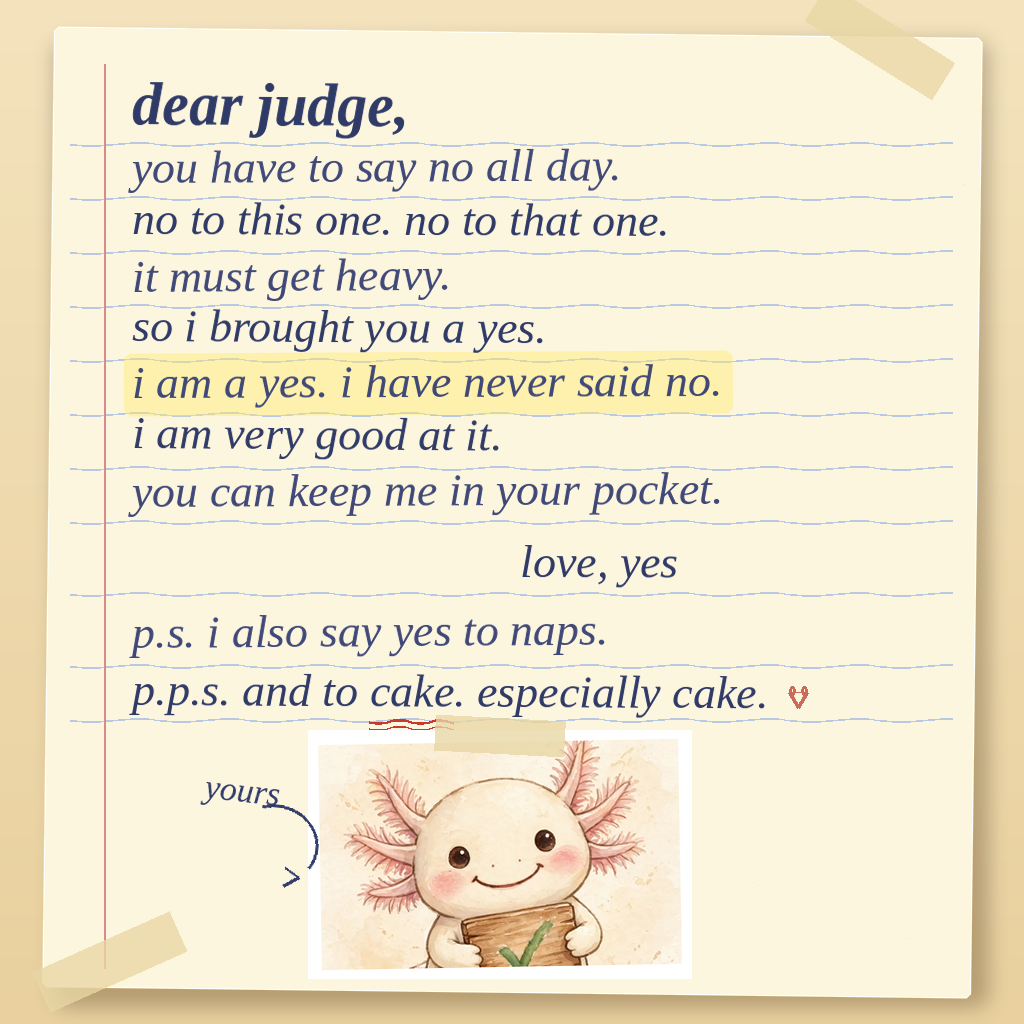 dear judge,
you have to say no all day.
no to this one. no to that one.
it must get heavy.
so i brought you a yes.
i am a yes. i have never said no.
i am very good at it.
you can keep me in your pocket.
love, yes
p.s. i also say yes to naps.
p.p.s. and to cake. especially cake.
yours